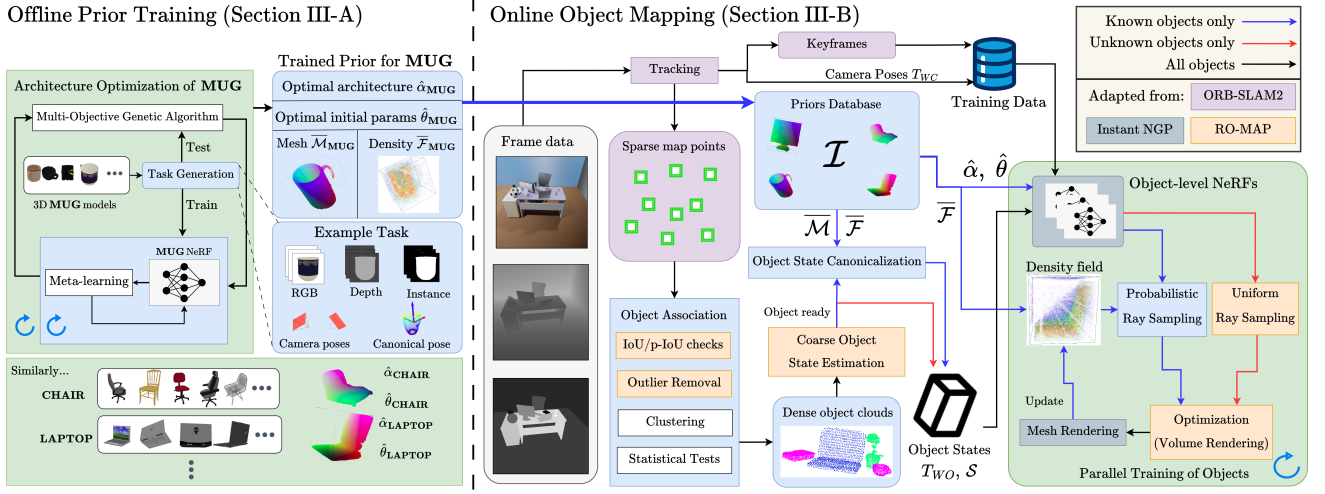 Offline Prior Training (Section III-A)
Architecture Optimization of MUG
Multi-Objective Genetic Algorithm
Test
Task Generation
3D MUG models
Train
MUG NeRF
Meta-learning
Trained Prior for MUG
Optimal architecture α̂MUG
Optimal initial params θ̂MUG
Mesh M̅MUG
Density F̅MUG
Example Task
RGB
Depth
Instance
Camera poses
Canonical pose
Similarly...
CHAIR
α̂CHAIR
θ̂CHAIR
LAPTOP
α̂LAPTOP
θ̂LAPTOP
Online Object Mapping (Section III-B)
Frame data
Tracking
Keyframes
Camera Poses TWC
Training Data
Sparse map points
Priors Database
I
M̅ F̅
α̂, θ̂
F̅
Object State Canonicalization
Object ready
Coarse Object
State Estimation
Object Association
IoU/p-IoU checks
Outlier Removal
Clustering
Statistical Tests
Dense object clouds
Object States
TWO, S
Known objects only
Unknown objects only
All objects
Adapted from:
ORB-SLAM2
Instant NGP
RO-MAP
Object-level NeRFs
Density field
Probabilistic
Ray Sampling
Uniform
Ray Sampling
Update
Mesh Rendering
Optimization
(Volume Rendering)
Parallel Training of Objects